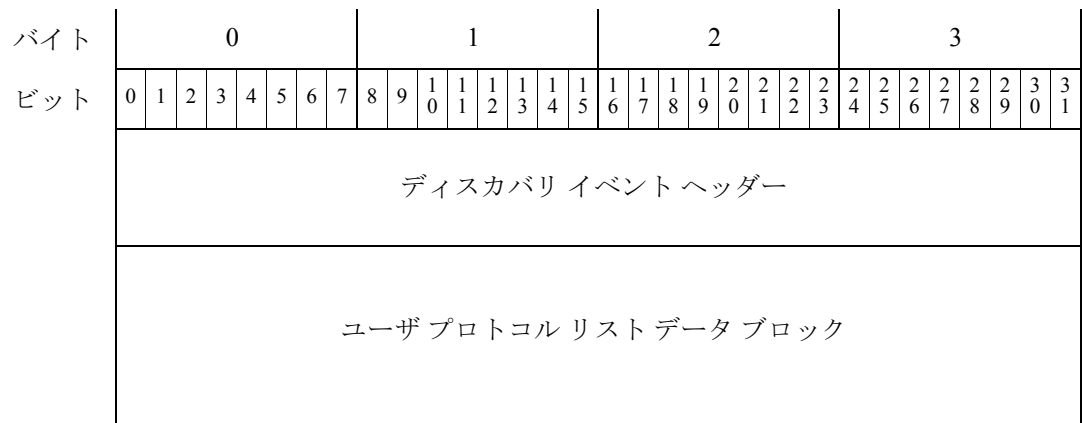 バイト 0 1 2 3
ビット 0 1 2 3 4 5 6 7 8 9 10 11 12 13 14 15 16 17 18 19 20 21 22 23 24 25 26 27 28 29 30 31
ディスカバリ イベント ヘッダー
ユーザ プロトコル リスト データ ブロック